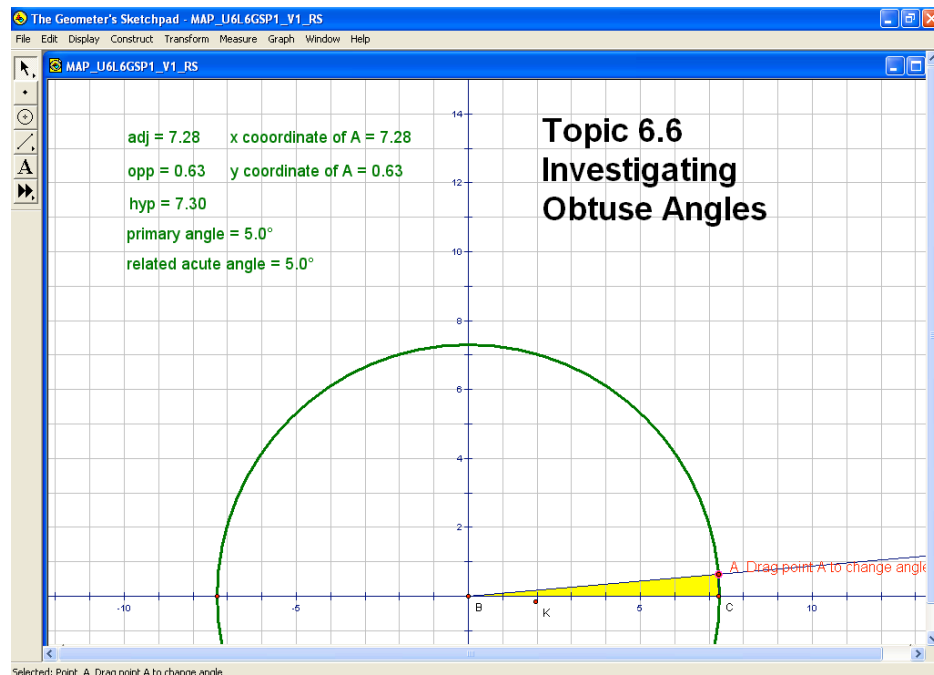 The Geometer's Sketchpad - MAP_U6L6GSP1_V1_RS
File Edit Display Construct Transform Measure Graph Window Help
MAP_U6L6GSP1_V1_RS
A
adj = 7.28 x cooordinate of A = 7.28
opp = 0.63 y coordinate of A = 0.63
hyp = 7.30
primary angle = 5.0°
related acute angle = 5.0°
Topic 6.6
Investigating
Obtuse Angles
14
12
10
8
6
4
2
A Drag point A to change angle
-10 -5 5 10
B K C
Selected: Point A Drag point A to change angle